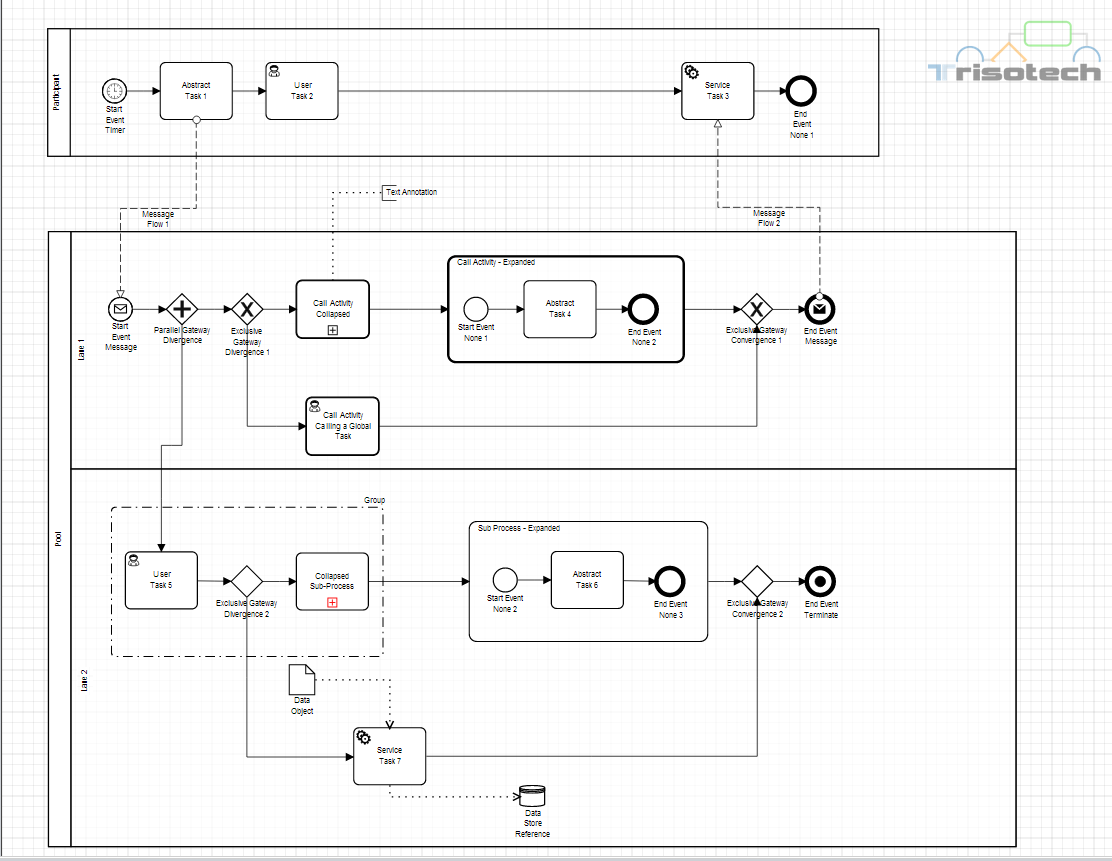 Trisotech
Participant
Start
Event
Timer
Abstract
Task 1
User
Task 2
Service
Task 3
End
Event
None 1
Text Annotation
Message
Flow 1
Message
Flow 2
Pool
Lane 1
Start
Event
Message
Parallel Gateway
Divergence
Exclusive
Gateway
Divergence 1
Call Activity
Collapsed
Call Activity - Expanded
Start Event
None 1
Abstract
Task 4
End Event
None 2
Exclusive Gateway
Convergence 1
End Event
Message
Call Activity
Calling a Global
Task
Lane 2
Group
User
Task 5
Exclusive Gateway
Divergence 2
Collapsed
Sub-Process
Sub Process - Expanded
Start Event
None 2
Abstract
Task 6
End Event
None 3
Exclusive Gateway
Convergence 2
End Event
Terminate
Data
Object
Service
Task 7
Data
Store
Reference